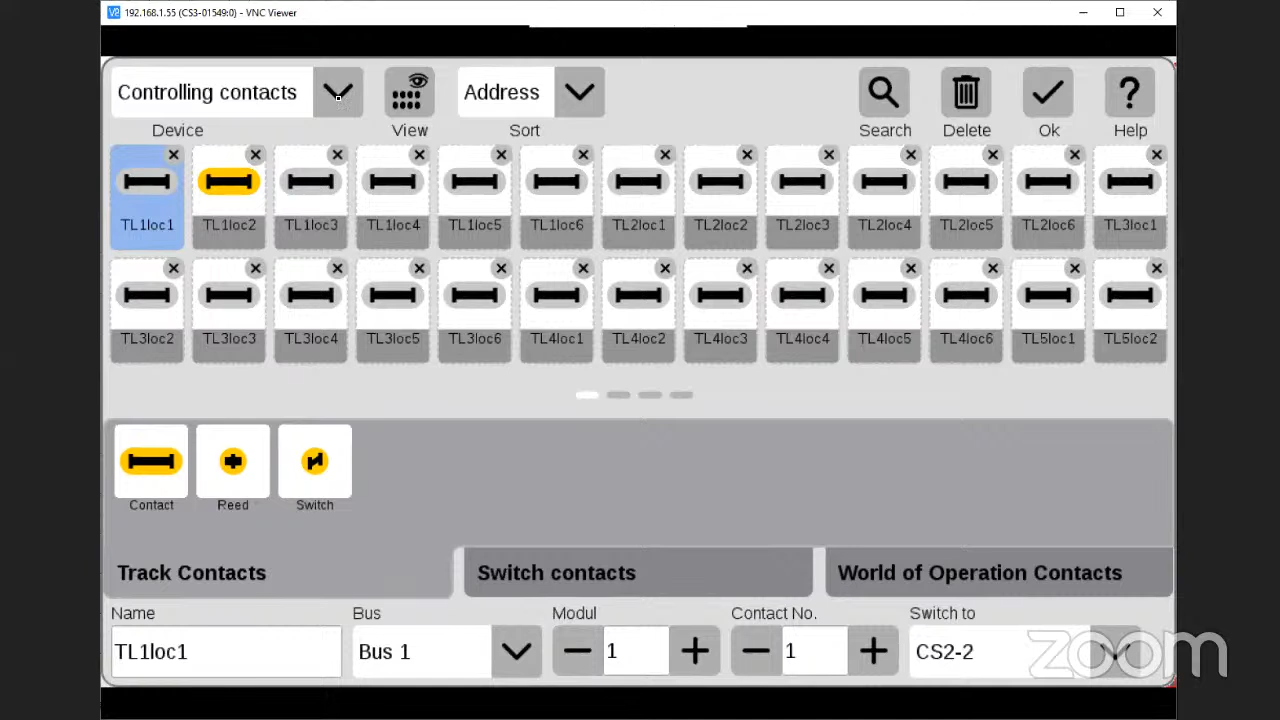 192.168.1.55 (CS3-01549:0) - VNC Viewer
Controlling contacts
Address
Device
View
Sort
Search
Delete
Ok
Help
TL1loc1
TL1loc2
TL1loc3
TL1loc4
TL1loc5
TL1loc6
TL2loc1
TL2loc2
TL2loc3
TL2loc4
TL2loc5
TL2loc6
TL3loc1
TL3loc2
TL3loc3
TL3loc4
TL3loc5
TL3loc6
TL4loc1
TL4loc2
TL4loc3
TL4loc4
TL4loc5
TL4loc6
TL5loc1
TL5loc2
Contact
Reed
Switch
Track Contacts
Switch contacts
World of Operation Contacts
Name
Bus
Modul
Contact No.
Switch to
TL1loc1
Bus 1
1
1
CS2-2
zoom